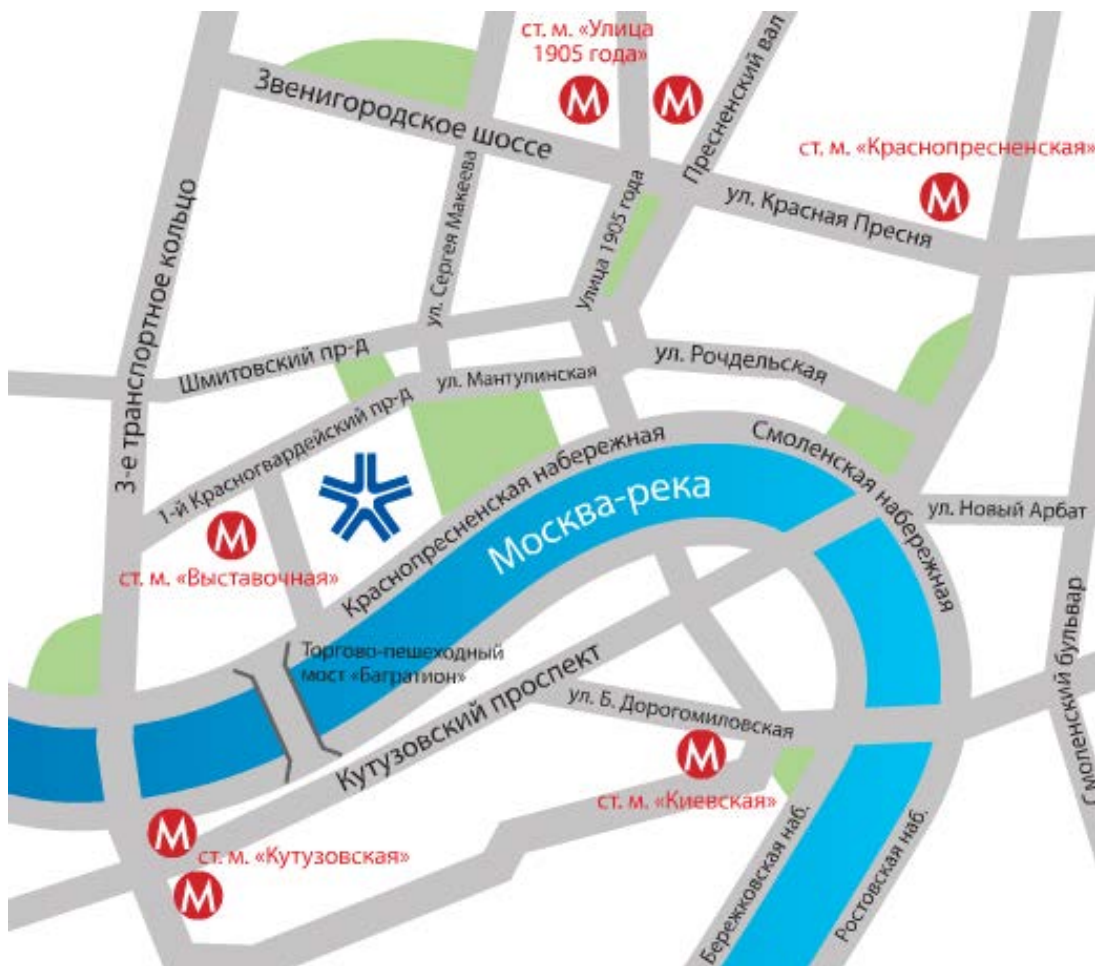 ст. м. «Улица
1905 года»
Пресненский вал
Звенигородское шоссе
ст. м. «Краснопресненская»
ул. Красная Пресня
ул. Сергея Макеева
Улица 1905 года
3-е транспортное кольцо
Шмитовский пр-д
ул. Мантулинская
ул. Рочдельская
1-й Красногвардейский пр-д
Краснопресненская набережная
Смоленская набережная
Москва-река
ул. Новый Арбат
ст. м. «Выставочная»
Торгово-пешеходный
мост «Багратион»
Кутузовский проспект
ул. Б. Дорогомиловская
Смоленский бульвар
ст. м. «Киевская»
ст. м. «Кутузовская»
Бережковская наб.
Ростовская наб.